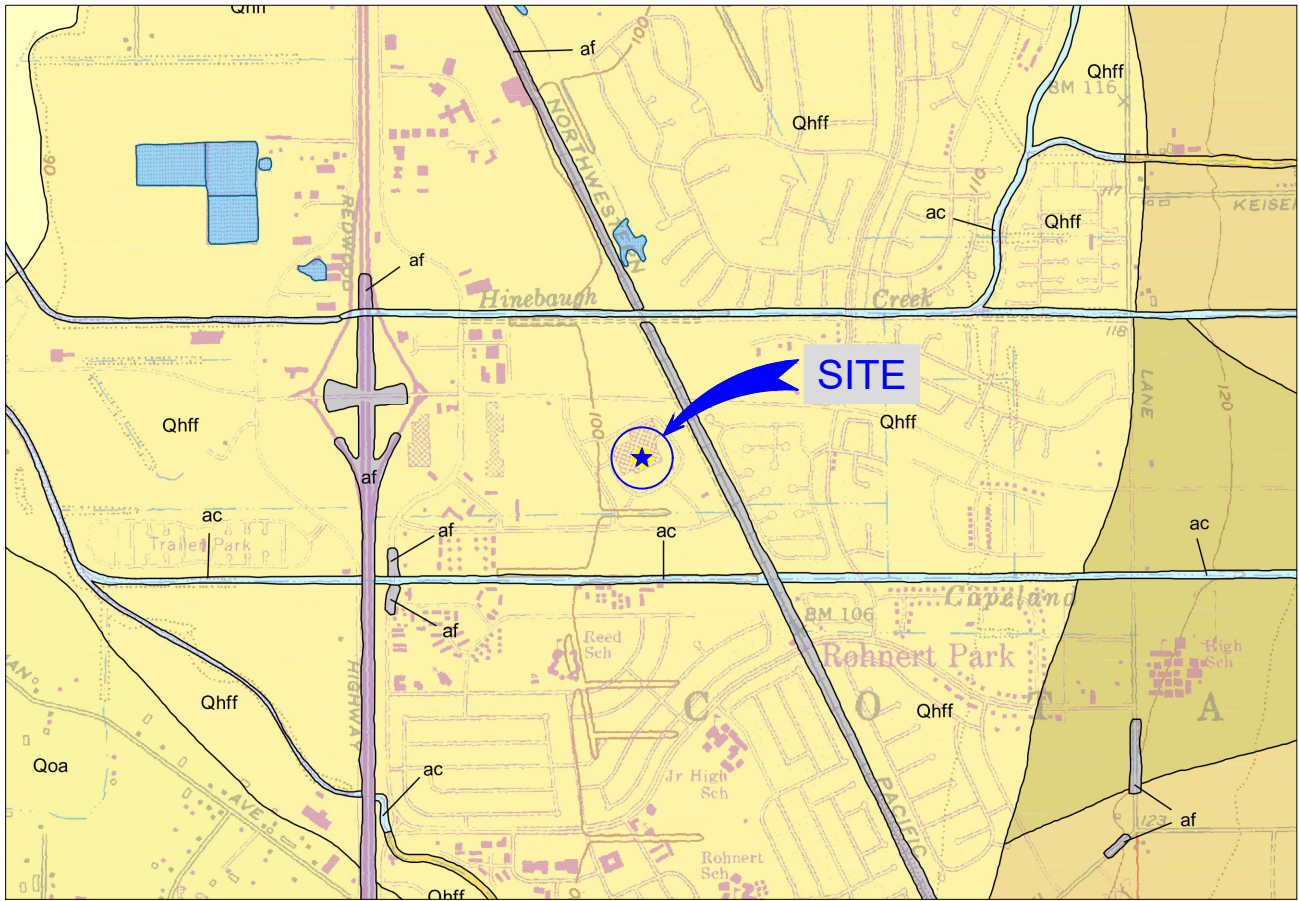 Qhff
af
100
Qhff
BM 116
NORTHWESTERN
Qhff
90
110
117
REDWOOD
ac
Qhff
KEISER
af
Hinebaugh
Creek
118
SITE
LANE
120
100
Qhff
Qhff
af
ac
af
ac
ac
Trailer Park
af
Copeland
BM 106
Reed
Sch
Rohnert Park
High
Sch
HIGHWAY
Qhff
C O T A
Qhff
Qoa
ac
Jr High
Sch
PACIFIC
AVE
af
123
Rohnert
Sch
Qhff